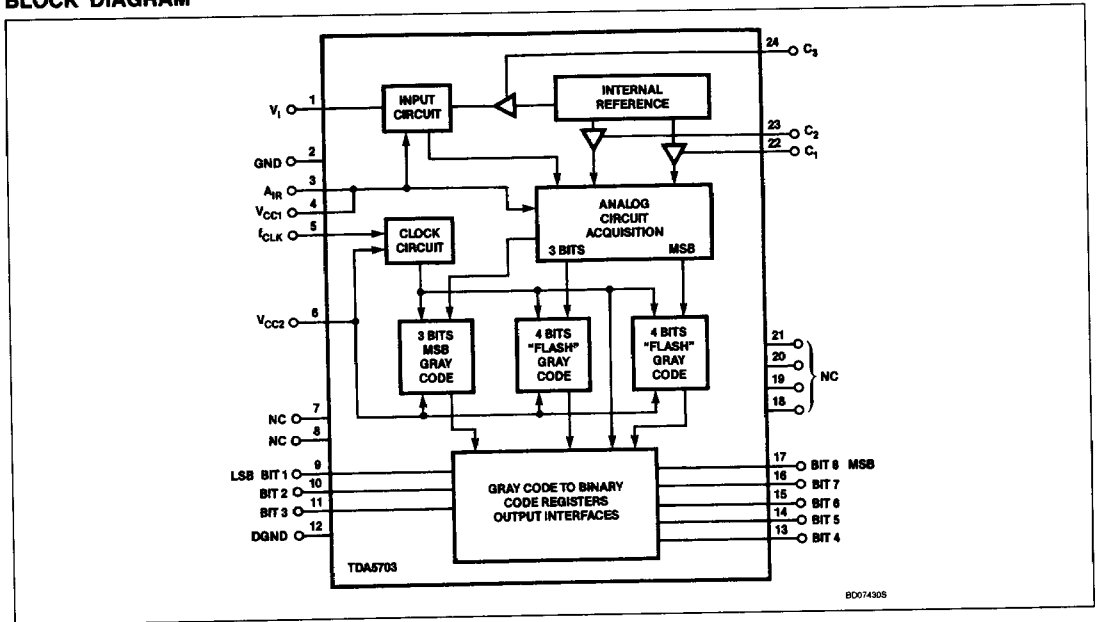 BLOCK DIAGRAM
24
C3
INPUT
CIRCUIT
INTERNAL
REFERENCE
VI
1
23
C2
22
C1
GND
2
AIR
3
VCC1
4
fCLK
5
CLOCK
CIRCUIT
ANALOG
CIRCUIT
ACQUISITION
3 BITS
MSB
VCC2
6
3 BITS
MSB
GRAY
CODE
4 BITS
"FLASH"
GRAY
CODE
4 BITS
"FLASH"
GRAY
CODE
21
20
19
18
NC
NC
7
NC
8
LSB BIT 1
9
BIT 2
10
BIT 3
11
DGND
12
GRAY CODE TO BINARY
CODE REGISTERS
OUTPUT INTERFACES
17
BIT 8 MSB
16
BIT 7
15
BIT 6
14
BIT 5
13
BIT 4
TDA5703
BD07430S